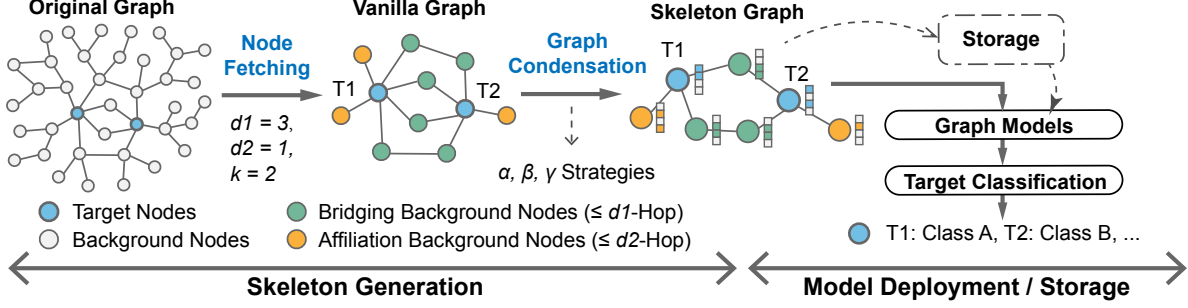 Original Graph
Vanilla Graph
Skeleton Graph
Node
Fetching
d1 = 3,
d2 = 1,
k = 2
T1
T2
Graph
Condensation
α, β, γ Strategies
T1
T2
Storage
Graph Models
Target Classification
T1: Class A, T2: Class B, ...
Target Nodes
Background Nodes
Bridging Background Nodes (≤ d1-Hop)
Affiliation Background Nodes (≤ d2-Hop)
Skeleton Generation
Model Deployment / Storage